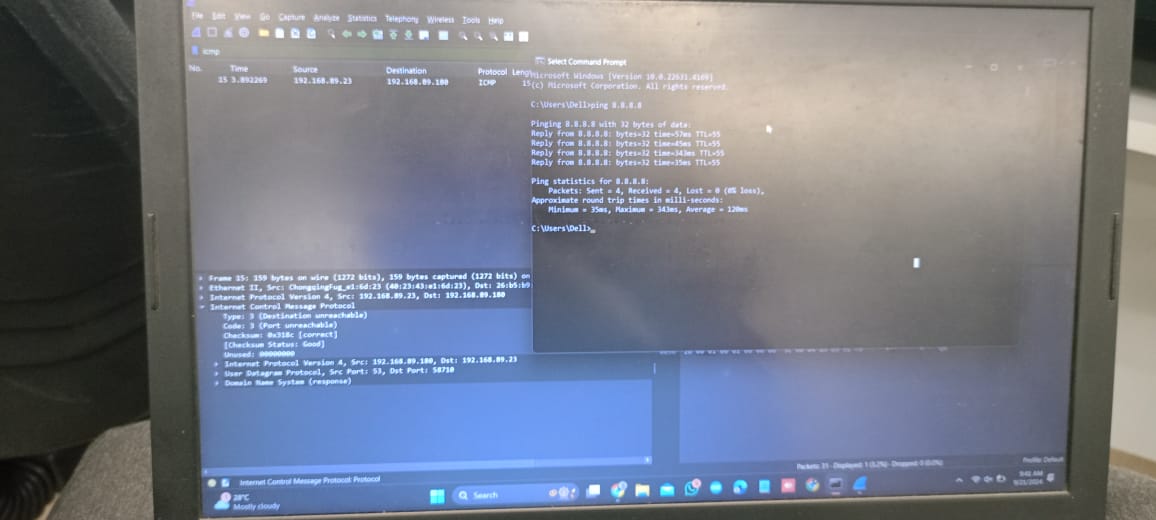 File Edit View Go Capture Analyze Statistics Telephony Wireless Tools Help
icmp
No. Time Source Destination Protocol Leng
15 3.892269 192.168.89.23 192.168.89.180 ICMP 15
Select Command Prompt
Microsoft Windows [Version 10.0.22631.4169]
(c) Microsoft Corporation. All rights reserved.
C:\Users\Dell>ping 8.8.8.8
Pinging 8.8.8.8 with 32 bytes of data:
Reply from 8.8.8.8: bytes=32 time=57ms TTL=55
Reply from 8.8.8.8: bytes=32 time=45ms TTL=55
Reply from 8.8.8.8: bytes=32 time=343ms TTL=55
Reply from 8.8.8.8: bytes=32 time=35ms TTL=55
Ping statistics for 8.8.8.8:
Packets: Sent = 4, Received = 4, Lost = 0 (0% loss),
Approximate round trip times in milli-seconds:
Minimum = 35ms, Maximum = 343ms, Average = 120ms
C:\Users\Dell>
Frame 15: 159 bytes on wire (1272 bits), 159 bytes captured (1272 bits) on
Ethernet II, Src: ChongqingFug_e1:6d:23 (40:23:43:e1:6d:23), Dst: 26:b5:b9
Internet Protocol Version 4, Src: 192.168.89.23, Dst: 192.168.89.180
Internet Control Message Protocol
Type: 3 (Destination unreachable)
Code: 3 (Port unreachable)
Checksum: 0x318c [correct]
[Checksum Status: Good]
Unused: 00000000
Internet Protocol Version 4, Src: 192.168.89.180, Dst: 192.168.89.23
User Datagram Protocol, Src Port: 53, Dst Port: 58710
Domain Name System (response)
Internet Control Message Protocol: Protocol
Packets: 31 - Displayed: 1 (3.2%) - Dropped: 0 (0.0%)
Profile: Default
28°C
Mostly cloudy
Search
9:42 AM
9/21/2024